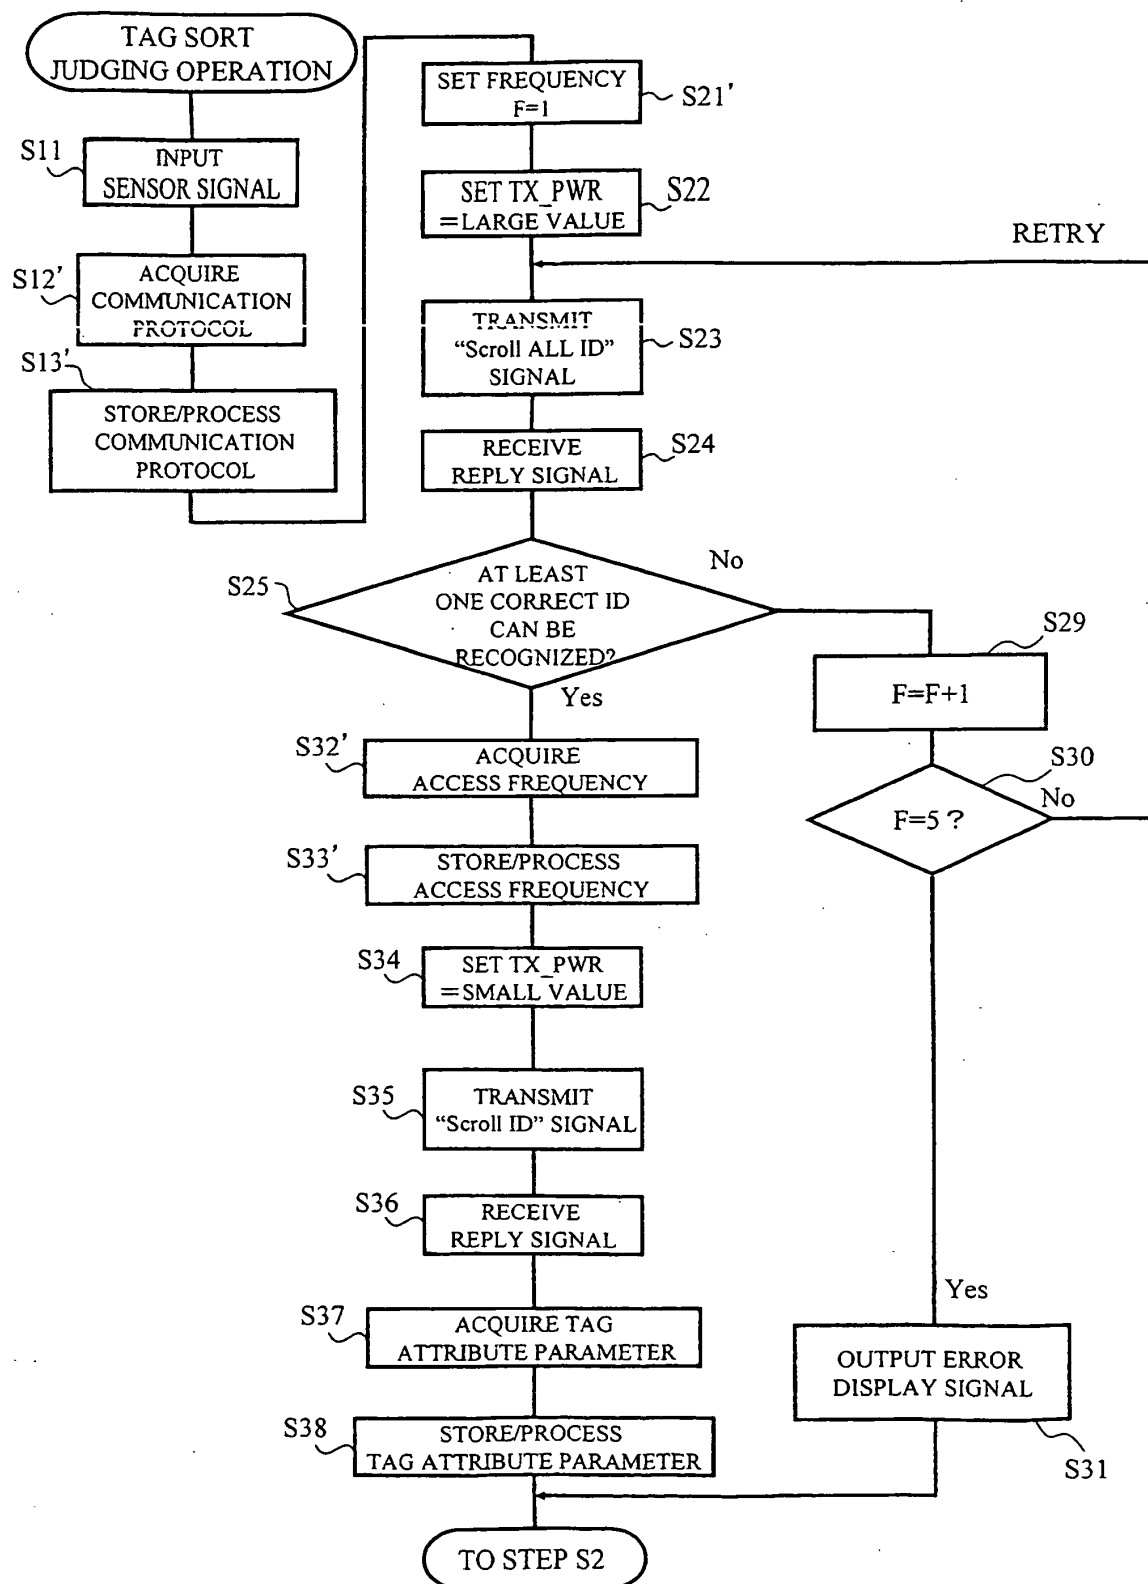 TAG SORT
JUDGING OPERATION
S11
INPUT
SENSOR SIGNAL
S12'
ACQUIRE
COMMUNICATION
PROTOCOL
S13'
STORE/PROCESS
COMMUNICATION
PROTOCOL
SET FREQUENCY
F=1
S21'
SET TX_PWR
=LARGE VALUE
S22
RETRY
TRANSMIT
“Scroll ALL ID”
SIGNAL
S23
RECEIVE
REPLY SIGNAL
S24
S25
AT LEAST
ONE CORRECT ID
CAN BE
RECOGNIZED?
No
Yes
S29
F=F+1
S30
F=5 ?
No
Yes
OUTPUT ERROR
DISPLAY SIGNAL
S31
S32'
ACQUIRE
ACCESS FREQUENCY
S33'
STORE/PROCESS
ACCESS FREQUENCY
S34
SET TX_PWR
=SMALL VALUE
S35
TRANSMIT
“Scroll ID” SIGNAL
S36
RECEIVE
REPLY SIGNAL
S37
ACQUIRE TAG
ATTRIBUTE PARAMETER
S38
STORE/PROCESS
TAG ATTRIBUTE PARAMETER
TO STEP S2